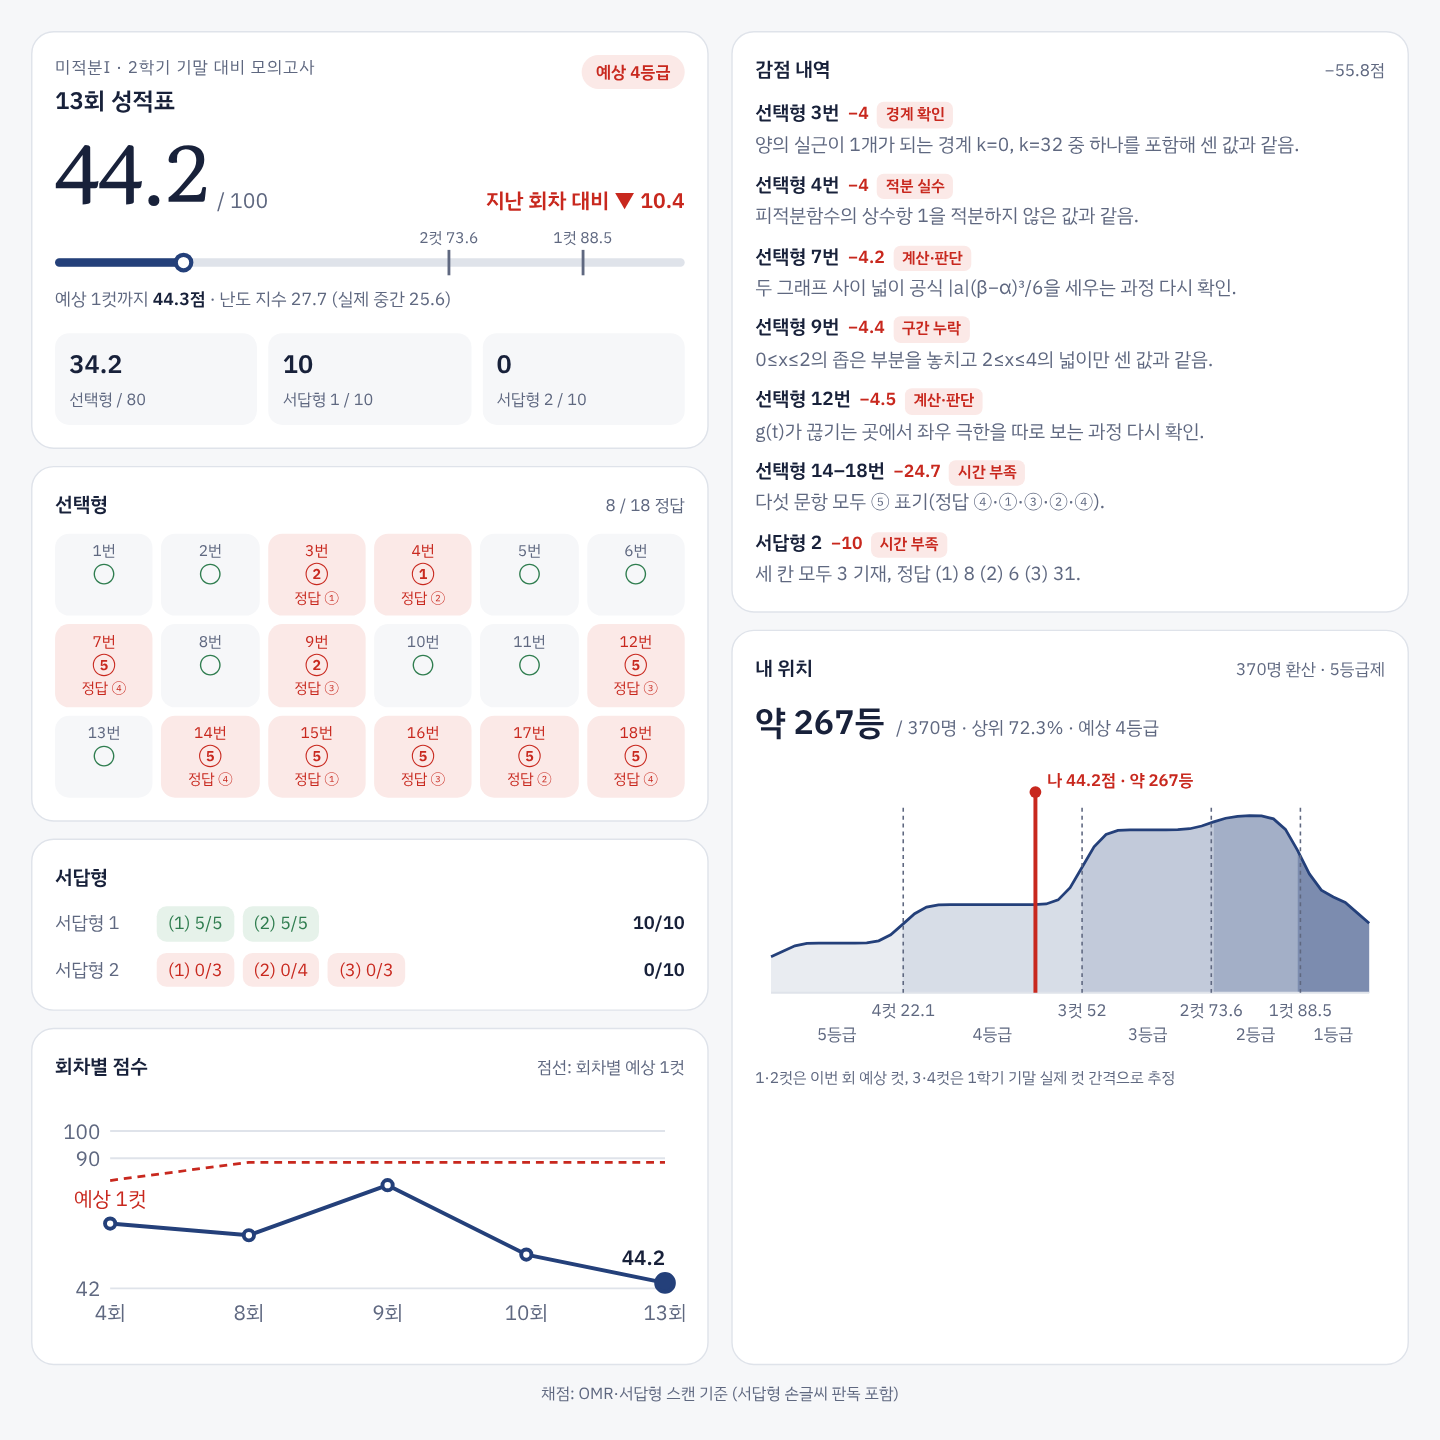 미적분I · 2학기 기말 대비 모의고사
예상 4등급
13회 성적표
44.2 / 100
지난 회차 대비 ▼ 10.4
2컷 73.6
1컷 88.5
예상 1컷까지 44.3점 · 난도 지수 27.7 (실제 중간 25.6)
34.2
선택형 / 80
10
서답형 1 / 10
0
서답형 2 / 10
선택형
8 / 18 정답
1번
2번
3번
②
정답 ①
4번
①
정답 ②
5번
6번
7번
⑤
정답 ④
8번
9번
②
정답 ③
10번
11번
12번
⑤
정답 ③
13번
14번
⑤
정답 ④
15번
⑤
정답 ①
16번
⑤
정답 ③
17번
⑤
정답 ②
18번
⑤
정답 ④
서답형
서답형 1 (1) 5/5 (2) 5/5 10/10
서답형 2 (1) 0/3 (2) 0/4 (3) 0/3 0/10
회차별 점수
점선: 회차별 예상 1컷
100
90
예상 1컷
44.2
42
4회 8회 9회 10회 13회
감점 내역
−55.8점
선택형 3번 −4 경계 확인
양의 실근이 1개가 되는 경계 k=0, k=32 중 하나를 포함해 센 값과 같음.
선택형 4번 −4 적분 실수
피적분함수의 상수항 1을 적분하지 않은 값과 같음.
선택형 7번 −4.2 계산·판단
두 그래프 사이 넓이 공식 |a|(β−α)³/6을 세우는 과정 다시 확인.
선택형 9번 −4.4 구간 누락
0≤x≤2의 좁은 부분을 놓치고 2≤x≤4의 넓이만 센 값과 같음.
선택형 12번 −4.5 계산·판단
g(t)가 끊기는 곳에서 좌우 극한을 따로 보는 과정 다시 확인.
선택형 14–18번 −24.7 시간 부족
다섯 문항 모두 ⑤ 표기(정답 ④·①·③·②·④).
서답형 2 −10 시간 부족
세 칸 모두 3 기재, 정답 (1) 8 (2) 6 (3) 31.
내 위치
370명 환산 · 5등급제
약 267등 / 370명 · 상위 72.3% · 예상 4등급
나 44.2점 · 약 267등
4컷 22.1 3컷 52 2컷 73.6 1컷 88.5
5등급 4등급 3등급 2등급 1등급
1·2컷은 이번 회 예상 컷, 3·4컷은 1학기 기말 실제 컷 간격으로 추정
채점: OMR·서답형 스캔 기준 (서답형 손글씨 판독 포함)